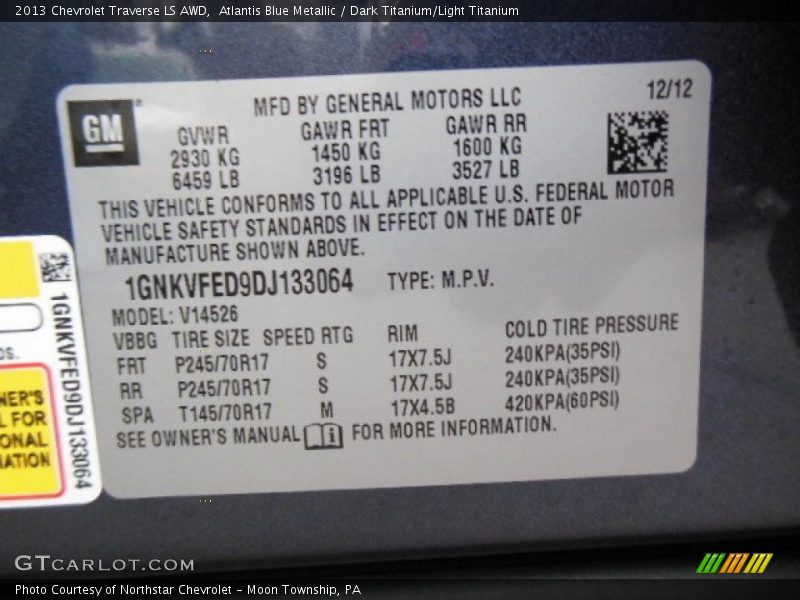 2013 Chevrolet Traverse LS AWD,  Atlantis Blue Metallic / Dark Titanium/Light Titanium
GM
MFD BY GENERAL MOTORS LLC
12/12
GVWR GAWR FRT GAWR RR
2930 KG 1450 KG 1600 KG
6459 LB 3196 LB 3527 LB
THIS VEHICLE CONFORMS TO ALL APPLICABLE U.S. FEDERAL MOTOR
VEHICLE SAFETY STANDARDS IN EFFECT ON THE DATE OF
MANUFACTURE SHOWN ABOVE.
1GNKVFED9DJ133064 TYPE: M.P.V.
MODEL: V14526
VBBG TIRE SIZE SPEED RTG RIM COLD TIRE PRESSURE
FRT P245/70R17 S 17X7.5J 240KPA(35PSI)
RR P245/70R17 S 17X7.5J 240KPA(35PSI)
SPA T145/70R17 M 17X4.5B 420KPA(60PSI)
SEE OWNER'S MANUAL i FOR MORE INFORMATION.
1GNKVFED9DJ133064
OS.
NER'S
L FOR
ONAL
MATION
GTCARLOT.COM
Photo Courtesy of Northstar Chevrolet - Moon Township, PA